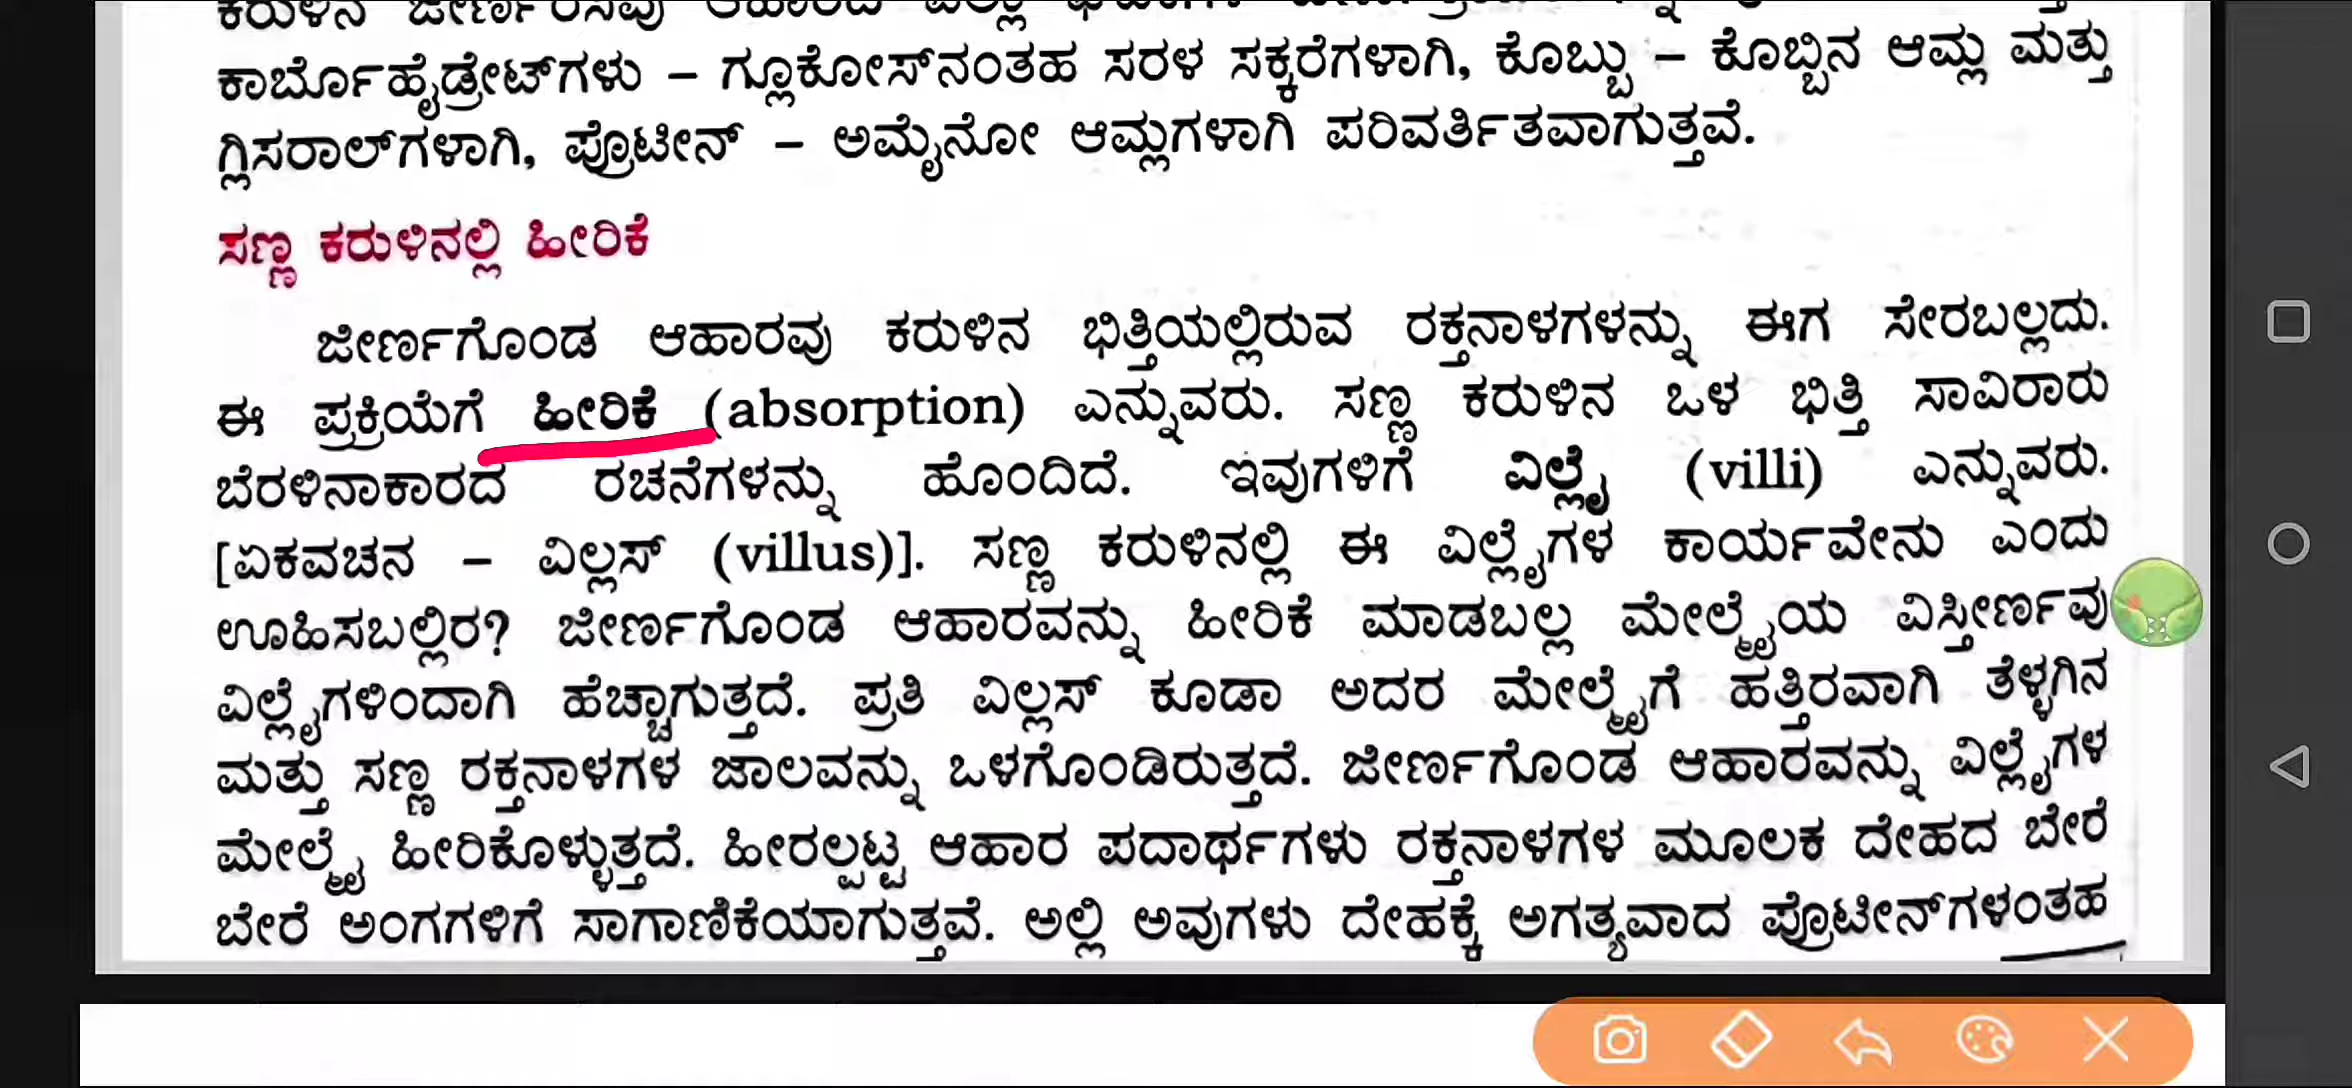 ಕಾರ್ಬೊಹೈಡ್ರೇಟ್‌ಗಳು – ಗ್ಲೂಕೋಸ್‌ನಂತಹ ಸರಳ ಸಕ್ಕರೆಗಳಾಗಿ, ಕೊಬ್ಬು – ಕೊಬ್ಬಿನ ಆಮ್ಲ ಮತ್ತು
ಗ್ಲಿಸರಾಲ್‌ಗಳಾಗಿ, ಪ್ರೊಟೀನ್ – ಅಮೈನೋ ಆಮ್ಲಗಳಾಗಿ ಪರಿವರ್ತಿತವಾಗುತ್ತವೆ.
ಸಣ್ಣ ಕರುಳಿನಲ್ಲಿ ಹೀರಿಕೆ
ಜೀರ್ಣಗೊಂಡ ಆಹಾರವು ಕರುಳಿನ ಭಿತ್ತಿಯಲ್ಲಿರುವ ರಕ್ತನಾಳಗಳನ್ನು ಈಗ ಸೇರಬಲ್ಲದು.
ಈ ಪ್ರಕ್ರಿಯೆಗೆ ಹೀರಿಕೆ (absorption) ಎನ್ನುವರು. ಸಣ್ಣ ಕರುಳಿನ ಒಳ ಭಿತ್ತಿ ಸಾವಿರಾರು
ಬೆರಳಿನಾಕಾರದ ರಚನೆಗಳನ್ನು ಹೊಂದಿದೆ. ಇವುಗಳಿಗೆ ವಿಲ್ಲೈ (villi) ಎನ್ನುವರು.
[ಏಕವಚನ – ವಿಲ್ಲಸ್ (villus)]. ಸಣ್ಣ ಕರುಳಿನಲ್ಲಿ ಈ ವಿಲ್ಲೈಗಳ ಕಾರ್ಯವೇನು ಎಂದು
ಊಹಿಸಬಲ್ಲಿರ? ಜೀರ್ಣಗೊಂಡ ಆಹಾರವನ್ನು ಹೀರಿಕೆ ಮಾಡಬಲ್ಲ ಮೇಲ್ಮೈಯ ವಿಸ್ತೀರ್ಣವು
ವಿಲ್ಲೈಗಳಿಂದಾಗಿ ಹೆಚ್ಚಾಗುತ್ತದೆ. ಪ್ರತಿ ವಿಲ್ಲಸ್ ಕೂಡಾ ಅದರ ಮೇಲ್ಮೈಗೆ ಹತ್ತಿರವಾಗಿ ತೆಳ್ಳಗಿನ
ಮತ್ತು ಸಣ್ಣ ರಕ್ತನಾಳಗಳ ಜಾಲವನ್ನು ಒಳಗೊಂಡಿರುತ್ತದೆ. ಜೀರ್ಣಗೊಂಡ ಆಹಾರವನ್ನು ವಿಲ್ಲೈಗಳ
ಮೇಲ್ಮೈ ಹೀರಿಕೊಳ್ಳುತ್ತದೆ. ಹೀರಲ್ಪಟ್ಟ ಆಹಾರ ಪದಾರ್ಥಗಳು ರಕ್ತನಾಳಗಳ ಮೂಲಕ ದೇಹದ ಬೇರೆ
ಬೇರೆ ಅಂಗಗಳಿಗೆ ಸಾಗಾಣಿಕೆಯಾಗುತ್ತವೆ. ಅಲ್ಲಿ ಅವುಗಳು ದೇಹಕ್ಕೆ ಅಗತ್ಯವಾದ ಪ್ರೊಟೀನ್‌ಗಳಂತಹ